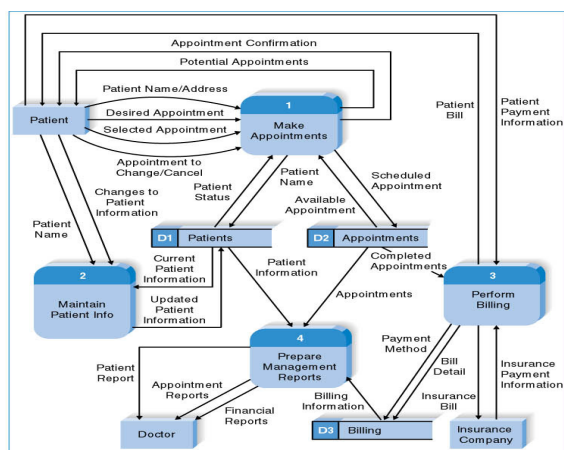 Appointment Confirmation
Potential Appointments
Patient Name/Address
Desired Appointment
Selected Appointment
Appointment to
Change/Cancel
Patient
1
Make
Appointments
Patient
Bill
Patient
Payment
Information
Changes to
Patient
Information
Patient
Name
Patient
Status
Patient
Name
Available
Appointment
Scheduled
Appointment
D1
Patients
D2
Appointments
2
Maintain
Patient Info
Current
Patient
Information
Updated
Patient
Information
Patient
Information
Appointments
Completed
Appointments
3
Perform
Billing
4
Prepare
Management
Reports
Payment
Method
Bill
Detail
Insurance
Bill
Insurance
Payment
Information
Patient
Report
Appointment
Reports
Financial
Reports
Billing
Information
Doctor
D3
Billing
Insurance
Company